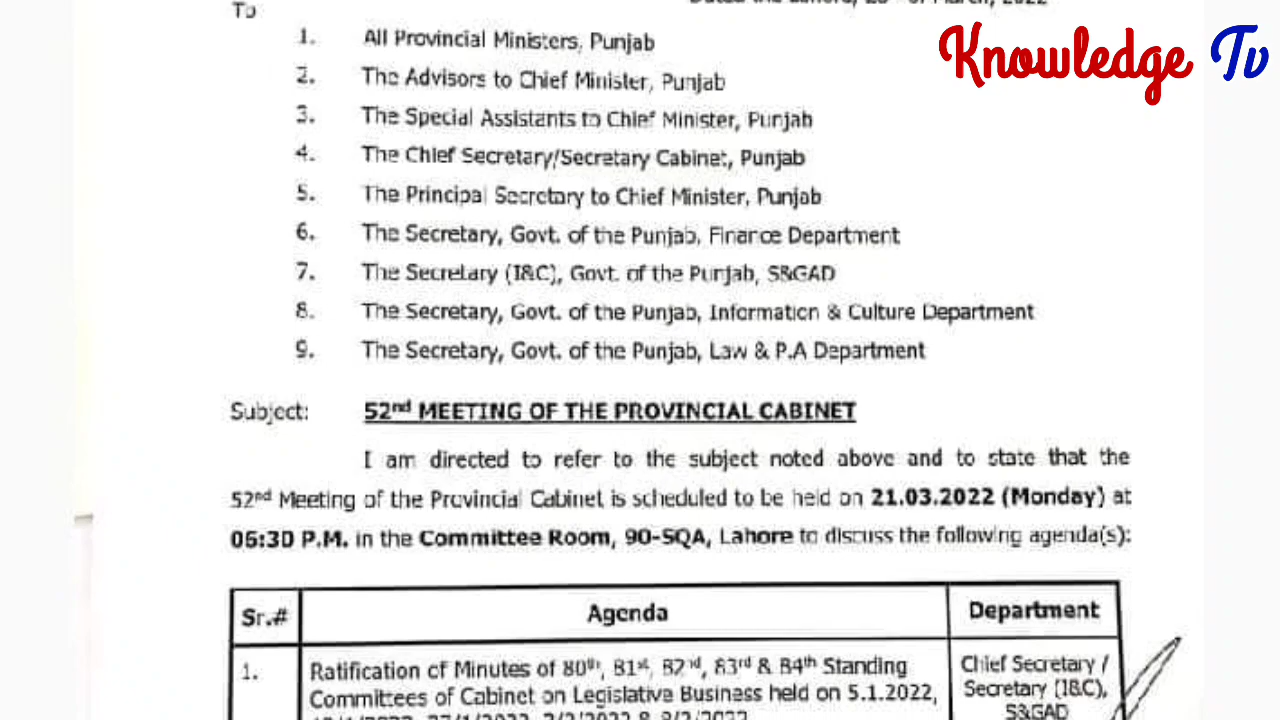 To
Knowledge Tv
1. All Provincial Ministers, Punjab
2. The Advisors to Chief Minister, Punjab
3. The Special Assistants to Chief Minister, Punjab
4. The Chief Secretary/Secretary Cabinet, Punjab
5. The Principal Secretary to Chief Minister, Punjab
6. The Secretary, Govt. of the Punjab, Finance Department
7. The Secretary (I&C), Govt. of the Punjab, S&GAD
8. The Secretary, Govt. of the Punjab, Information & Culture Department
9. The Secretary, Govt. of the Punjab, Law & P.A Department
Subject: 52nd MEETING OF THE PROVINCIAL CABINET
I am directed to refer to the subject noted above and to state that the
52nd Meeting of the Provincial Cabinet is scheduled to be held on 21.03.2022 (Monday) at
05:30 P.M. in the Committee Room, 90-SQA, Lahore to discuss the following agenda(s):
Sr.# Agenda Department
1. Ratification of Minutes of 80th, 81st, 82nd, 83rd & 84th Standing
Committees of Cabinet on Legislative Business held on 5.1.2022,
Chief Secretary /
Secretary (I&C),
S&GAD